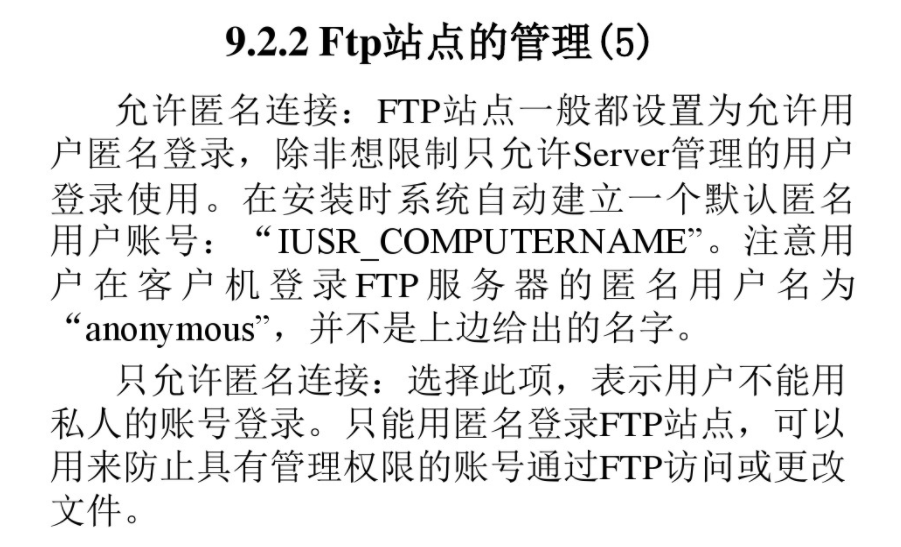 9.2.2 Ftp站点的管理(5)
允许匿名连接：FTP站点一般都设置为允许用
户匿名登录，除非想限制只允许Server管理的用户
登录使用。在安装时系统自动建立一个默认匿名
用户账号：“IUSR_COMPUTERNAME”。注意用
户在客户机登录FTP服务器的匿名用户名为
“anonymous”，并不是上边给出的名字。
只允许匿名连接：选择此项，表示用户不能用
私人的账号登录。只能用匿名登录FTP站点，可以
用来防止具有管理权限的账号通过FTP访问或更改
文件。